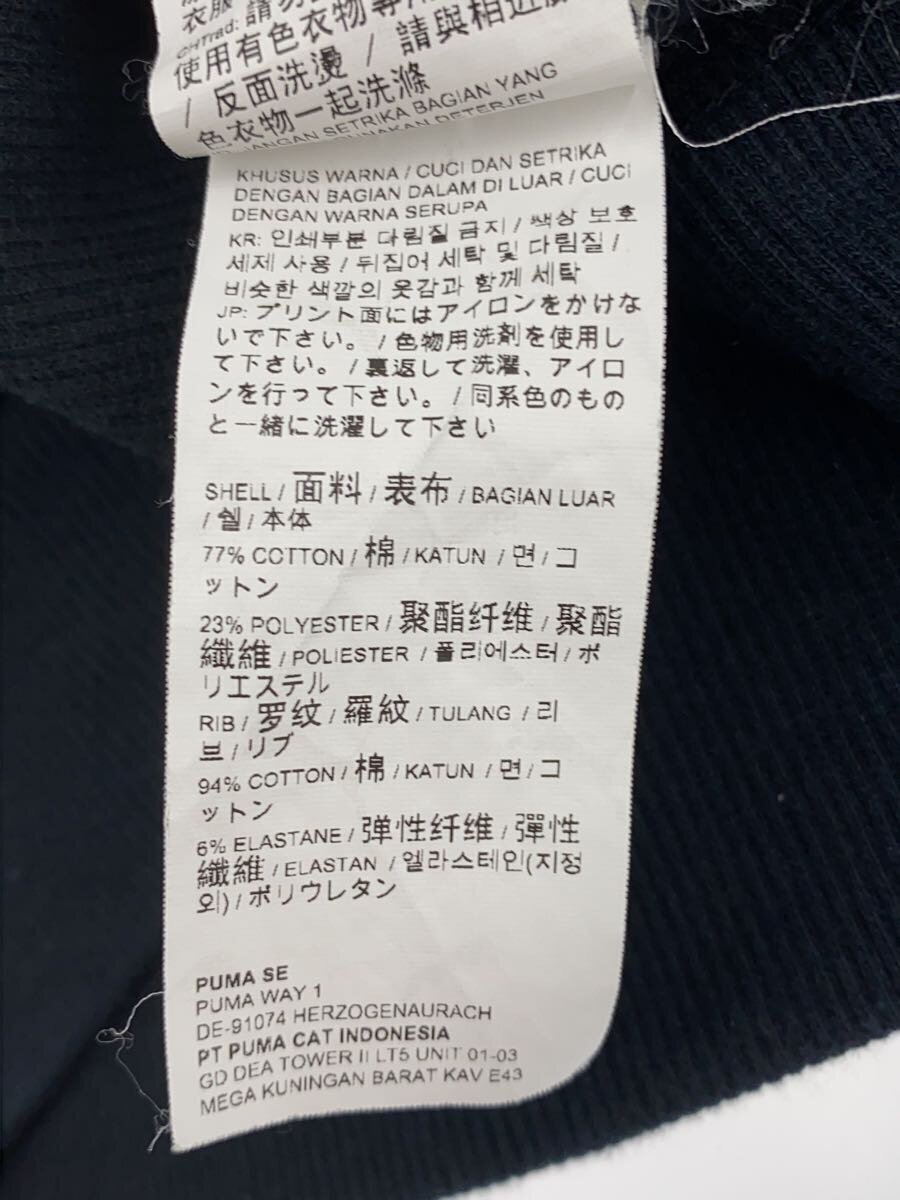 衣服
CHTrad: 請勿
使用有色衣物專用
/ 反面洗燙 / 請與相近
色衣物一起洗滌
JANGAN SETRIKA BAGIAN YANG
DETERJEN
KHUSUS WARNA / CUCI DAN SETRIKA
DENGAN BAGIAN DALAM DI LUAR / CUCI
DENGAN WARNA SERUPA
KR: 인쇄부분 다림질 금지 / 색상 보호
세제 사용 / 뒤집어 세탁 및 다림질 /
비슷한 색깔의 옷감과 함께 세탁
JP: プリント面にはアイロンをかけな
いで下さい。 / 色物用洗剤を使用し
て下さい。 / 裏返して洗濯、アイロ
ンを行って下さい。 / 同系色のもの
と一緒に洗濯して下さい
SHELL / 面料 / 表布 / BAGIAN LUAR
/ 쉘 / 本体
77% COTTON / 棉 / KATUN / 면 / コ
ットン
23% POLYESTER / 聚酯纤维 / 聚酯
纖維 / POLIESTER / 폴리에스터 / ポ
リエステル
RIB / 罗纹 / 羅紋 / TULANG / 리
브 / リブ
94% COTTON / 棉 / KATUN / 면 / コ
ットン
6% ELASTANE / 弹性纤维 / 彈性
纖維 / ELASTAN / 엘라스테인(지정
외) / ポリウレタン
PUMA SE
PUMA WAY 1
DE-91074 HERZOGENAURACH
PT PUMA CAT INDONESIA
GD DEA TOWER II LT5 UNIT 01-03
MEGA KUNINGAN BARAT KAV E43